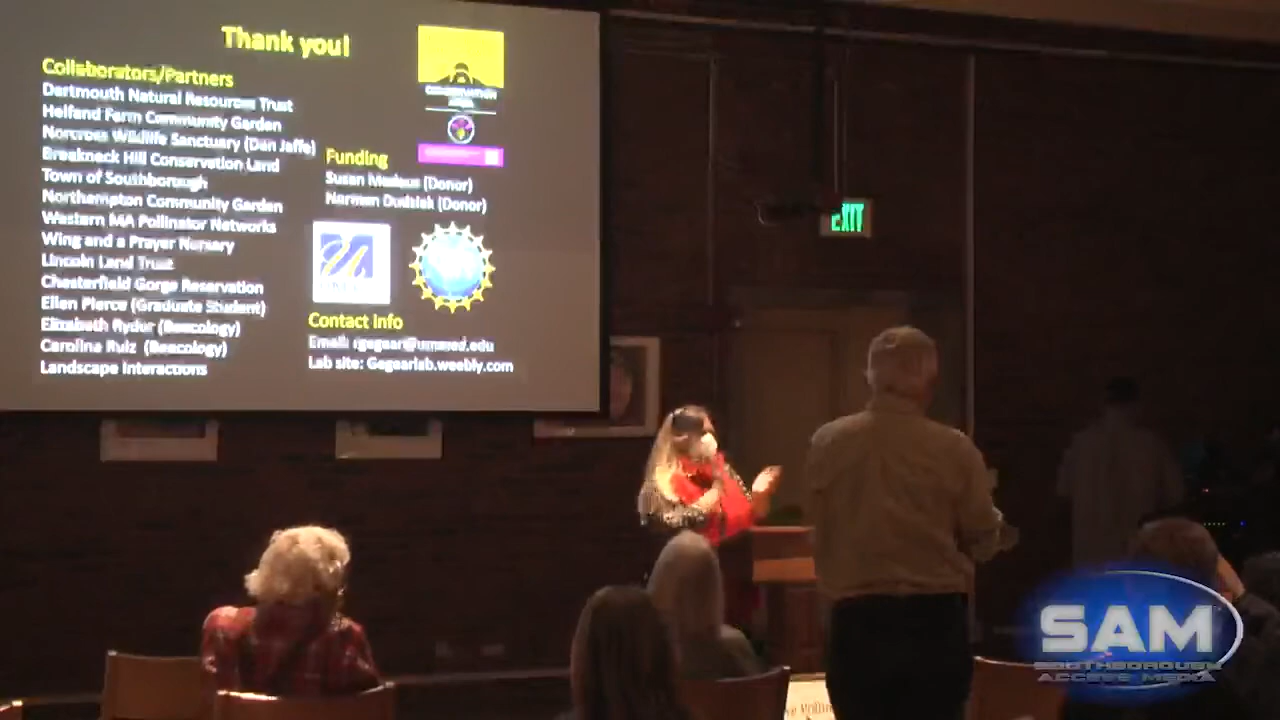 Thank you!
Collaborators/Partners
Dartmouth Natural Resources Trust
Helfand Farm Community Garden
Norcross Wildlife Sanctuary (Dan Jaffe)
Breakneck Hill Conservation Land
Town of Southborough
Northampton Community Garden
Western MA Pollinator Networks
Wing and a Prayer Nursery
Lincoln Land Trust
Chesterfield Gorge Reservation
Ellen Pierce (Graduate Student)
Elizabeth Ryder (Beecology)
Carolina Ruiz (Beecology)
Landscape Interactions
Funding
Susan (Donor)
Norman Dudziak (Donor)
Contact info
Email: rgegear@umassd.edu
Lab site: Gegearlab.weebly.com
EXIT
SAM
SOUTHBOROUGH
ACCESS MEDIA